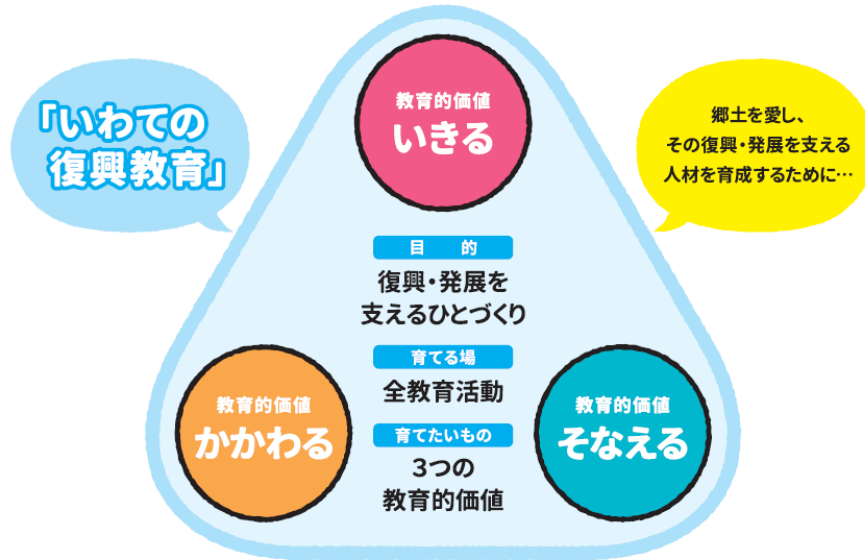 「いわての
復興教育」
郷土を愛し、
その復興・発展を支える
人材を育成するために…
教育的価値
いきる
目　的
復興・発展を
支えるひとづくり
育てる場
全教育活動
育てたいもの
3つの
教育的価値
教育的価値
かかわる
教育的価値
そなえる